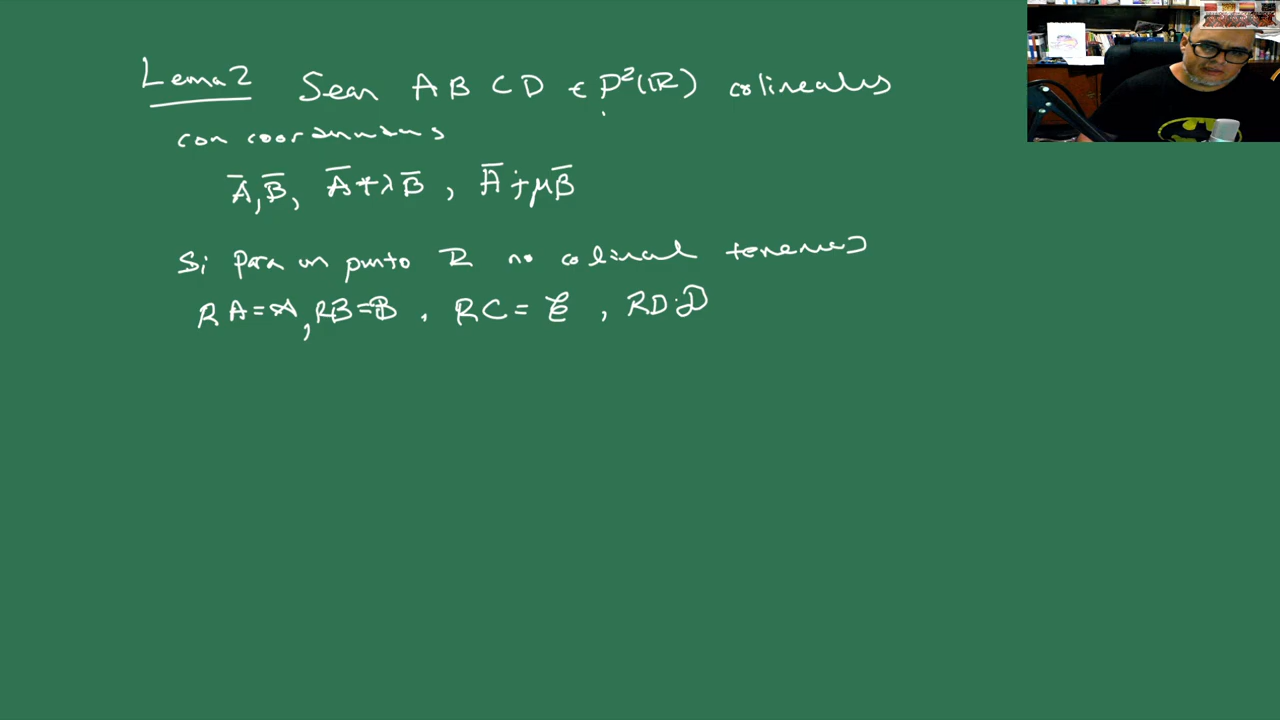 Lema 2 Sean A B C D ∈ P²(ℝ) colineales
con coordenadas
A̅, B̅, A̅+λB̅, A̅+μB̅
Si para un punto R no colineal tenemos
RA=𝒜, RB=ℬ, RC=𝒞, RD=𝒟